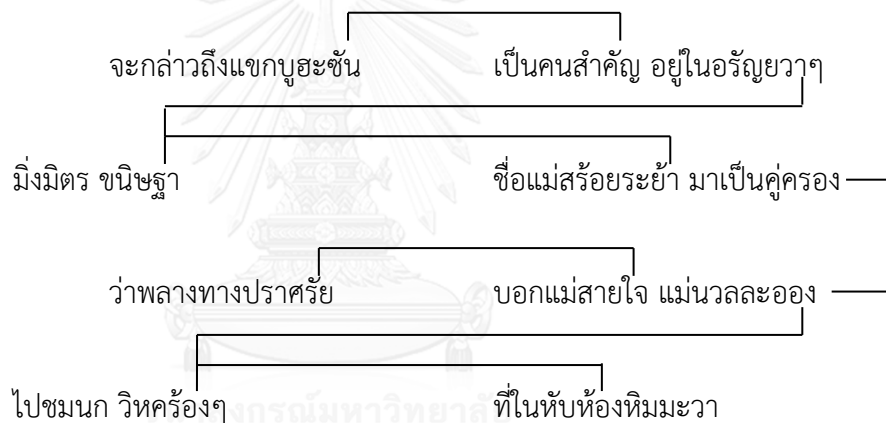 จะกล่าวถึงแขกบูฮะซัน เป็นคนสำคัญ อยู่ในอรัญยวาๆ
มิ่งมิตร ขนิษฐา ชื่อแม่สร้อยระย้า มาเป็นคู่ครอง
ว่าพลางทางปราศรัย บอกแม่สายใจ แม่นวลละออง
ไปชมนก วิหคร้องๆ ที่ในหับห้องหิมมะวา